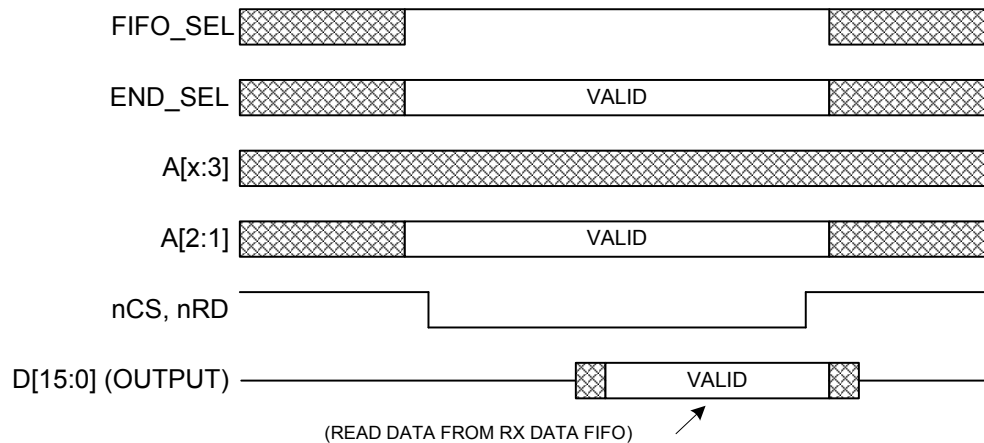 FIFO_SEL
END_SEL VALID
A[x:3]
A[2:1] VALID
nCS, nRD
D[15:0] (OUTPUT) VALID
(READ DATA FROM RX DATA FIFO)